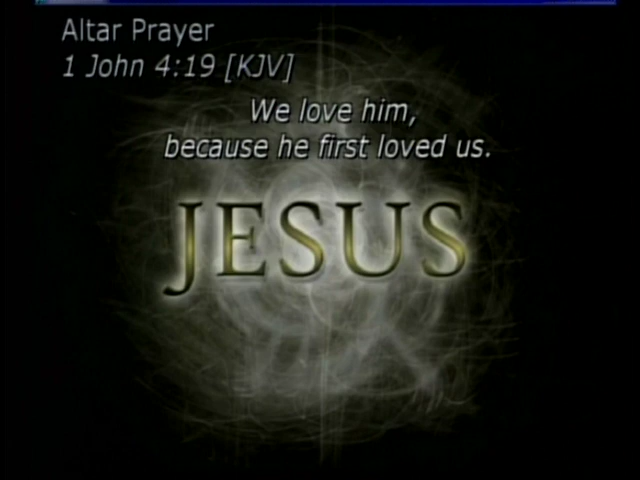 Altar Prayer
1 John 4:19 [KJV]
We love him,
because he first loved us.
JESUS